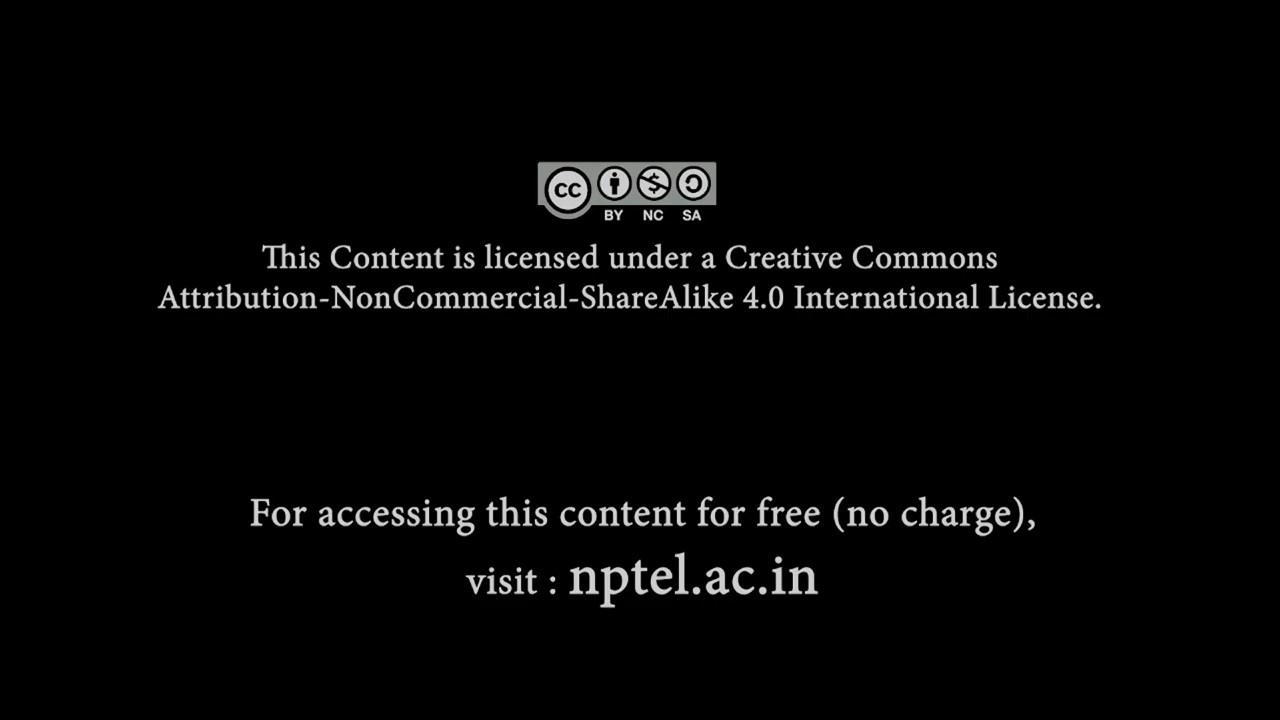 CC BY NC SA
This Content is licensed under a Creative Commons
Attribution-NonCommercial-ShareAlike 4.0 International License.
For accessing this content for free (no charge),
visit : nptel.ac.in